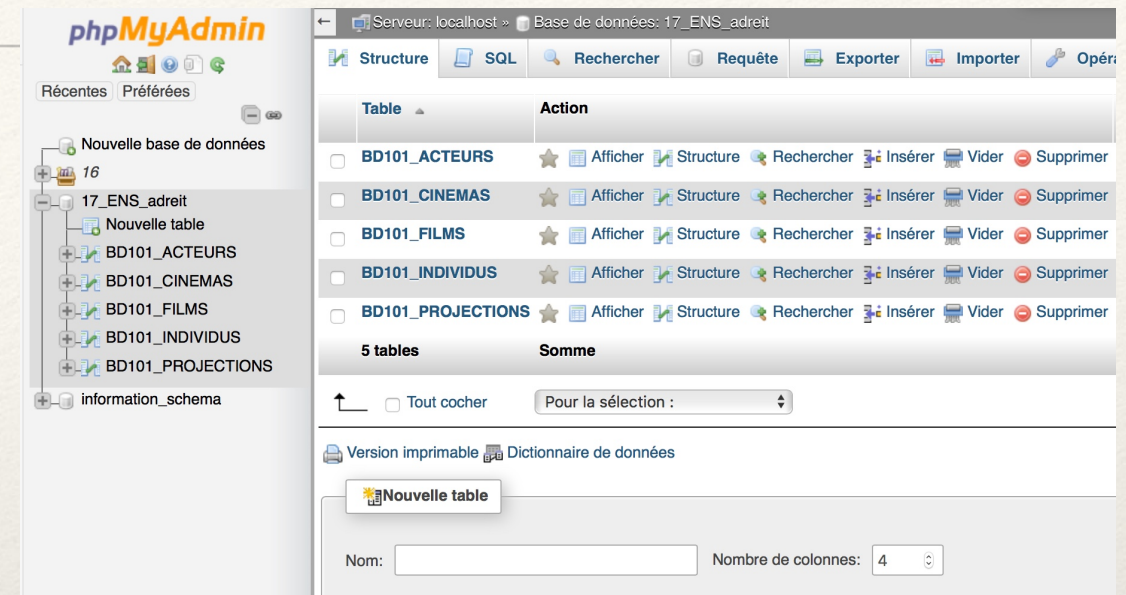 phpMyAdmin
Récentes Préférées
Nouvelle base de données
16
17_ENS_adreit
Nouvelle table
BD101_ACTEURS
BD101_CINEMAS
BD101_FILMS
BD101_INDIVIDUS
BD101_PROJECTIONS
information_schema
Serveur: localhost » Base de données: 17_ENS_adreit
Structure SQL Rechercher Requête Exporter Importer Opéra
Table Action
BD101_ACTEURS Afficher Structure Rechercher Insérer Vider Supprimer
BD101_CINEMAS Afficher Structure Rechercher Insérer Vider Supprimer
BD101_FILMS Afficher Structure Rechercher Insérer Vider Supprimer
BD101_INDIVIDUS Afficher Structure Rechercher Insérer Vider Supprimer
BD101_PROJECTIONS Afficher Structure Rechercher Insérer Vider Supprimer
5 tables Somme
Tout cocher Pour la sélection :
Version imprimable Dictionnaire de données
Nouvelle table
Nom: Nombre de colonnes: 4